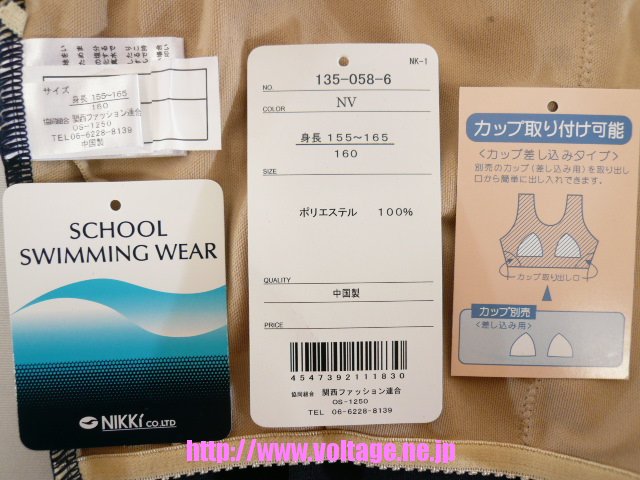 サイズ
身長 155~165
160
協同組合 関西ファッション連合
OS-1250
TEL06-6228-8139
中国製
SCHOOL
SWIMMING WEAR
NIKKi CO.LTD
NK-1
NO. 135-058-6
COLOR NV
身長 155~165
160
SIZE
ポリエステル 100%
QUALITY
中国製
PRICE
4547392111830
協同組合 関西ファッション連合
OS-1250
TEL 06-6228-8139
カップ取り付け可能
〈カップ差し込みタイプ〉
別売のカップ(差し込み用)を取り出し
口から簡単に出し入れできます。
カップ取り出し口
カップ別売
〈差し込み用〉
http://www.voltage.ne.jp